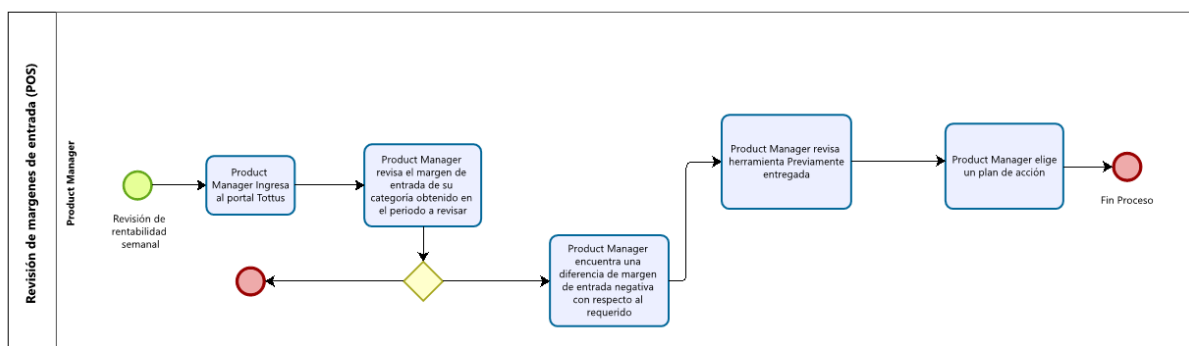 Revisión de margenes de entrada (POS)
Product Manager
Revisión de
rentabilidad
semanal
Product
Manager Ingresa
al portal Tottus
Product Manager
revisa el margen de
entrada de su
categoría obtenido en
el periodo a revisar
Product Manager
encuentra una
diferencia de margen
de entrada negativa
con respecto al
requerido
Product Manager revisa
herramienta Previamente
entregada
Product Manager elige
un plan de acción
Fin Proceso